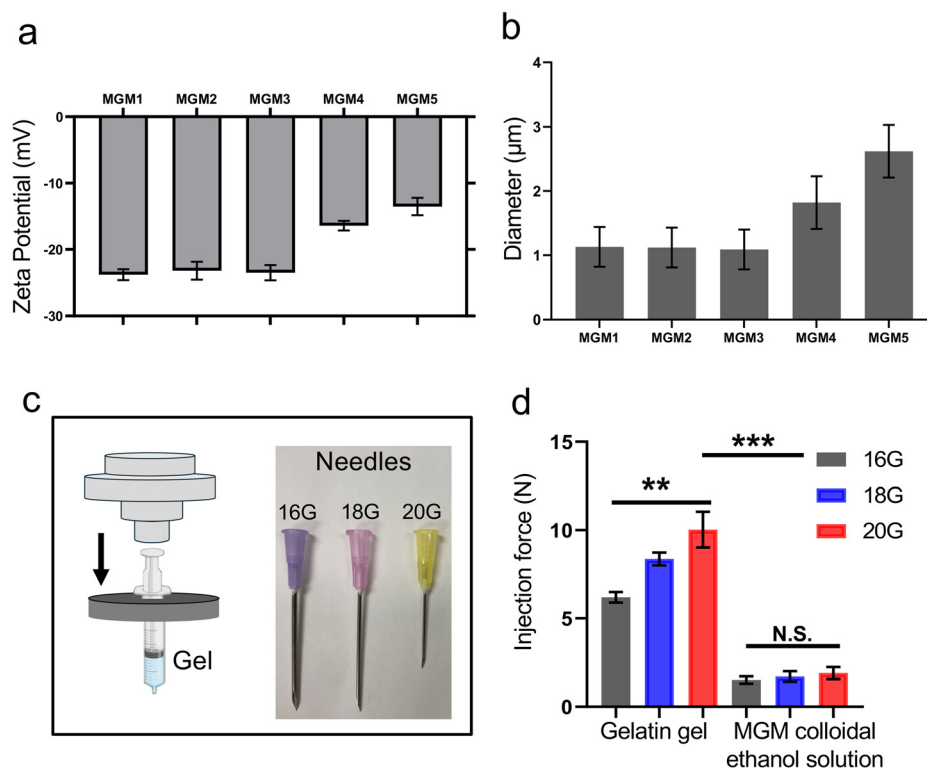 a
MGM1 MGM2 MGM3 MGM4 MGM5
0
-10
-20
-30
Zeta Potential (mV)
b
4
3
2
1
0
Diameter (µm)
MGM1 MGM2 MGM3 MGM4 MGM5
c
Gel
Needles
16G 18G 20G
d
15
10
5
0
Injection force (N)
**
***
N.S.
16G
18G
20G
Gelatin gel
MGM colloidal
ethanol solution